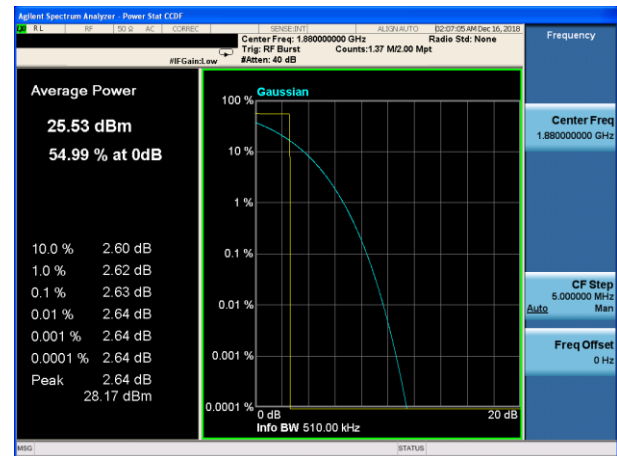 Agilent Spectrum Analyzer - Power Stat CCDF
RL RF 50 Ω AC CORREC SENSE:INT ALIGNAUTO 02:07:05 AM Dec 16, 2018
Center Freq: 1.880000000 GHz Radio Std: None
Trig: RF Burst Counts:1.37 M/2.00 Mpt
#IFGain:Low #Atten: 40 dB
Frequency
Average Power
25.53 dBm
54.99 % at 0dB
10.0 % 2.60 dB
1.0 % 2.62 dB
0.1 % 2.63 dB
0.01 % 2.64 dB
0.001 % 2.64 dB
0.0001 % 2.64 dB
Peak 2.64 dB
28.17 dBm
Gaussian
100 %
10 %
1 %
0.1 %
0.01 %
0.001 %
0.0001 %
0 dB 20 dB
Info BW 510.00 kHz
Center Freq
1.880000000 GHz
CF Step
5.000000 MHz
Auto Man
Freq Offset
0 Hz
MSG STATUS